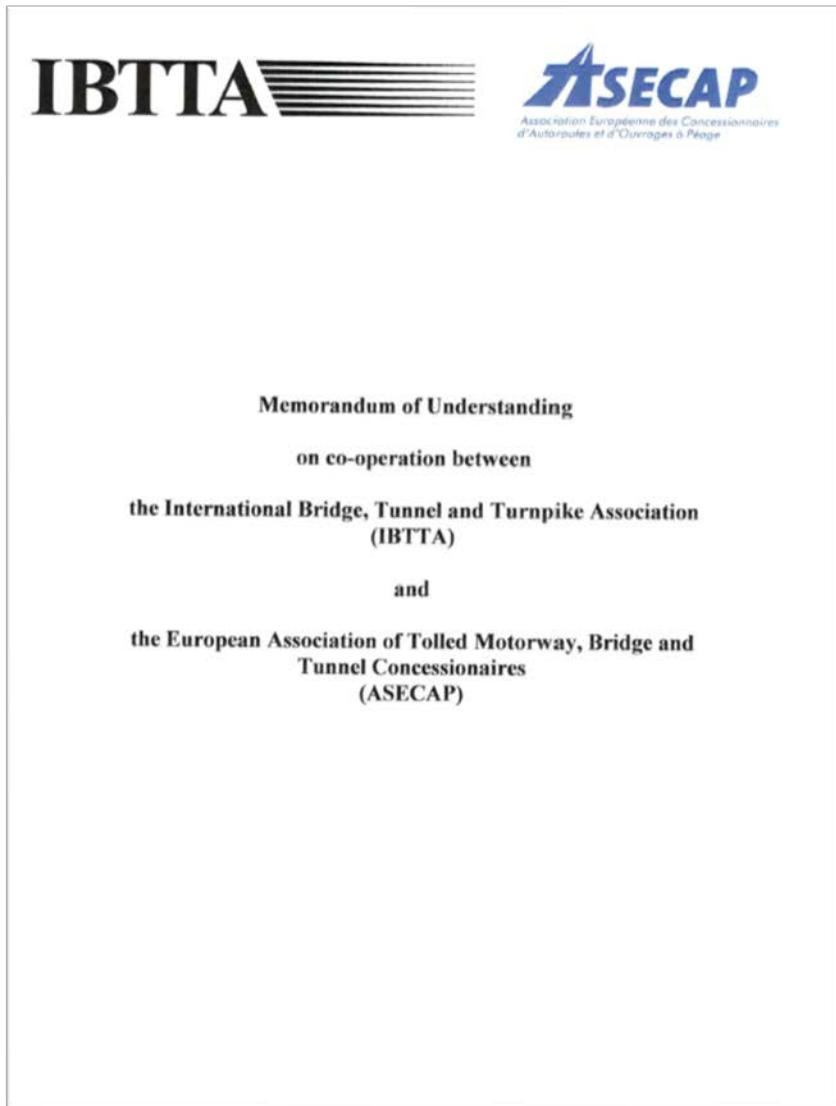 IBTTA
ASECAP
Association Européenne des Concessionnaires
d'Autoroutes et d'Ouvrages à Péage
Memorandum of Understanding
on co-operation between
the International Bridge, Tunnel and Turnpike Association
(IBTTA)
and
the European Association of Tolled Motorway, Bridge and
Tunnel Concessionaires
(ASECAP)